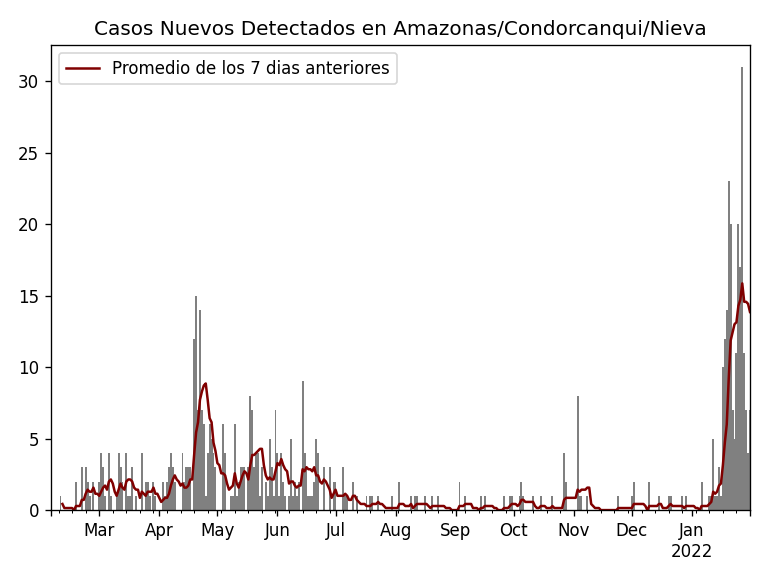 Casos Nuevos Detectados en Amazonas/Condorcanqui/Nieva
Promedio de los 7 dias anteriores
30
25
20
15
10
5
0
Mar Apr May Jun Jul Aug Sep Oct Nov Dec Jan
2022